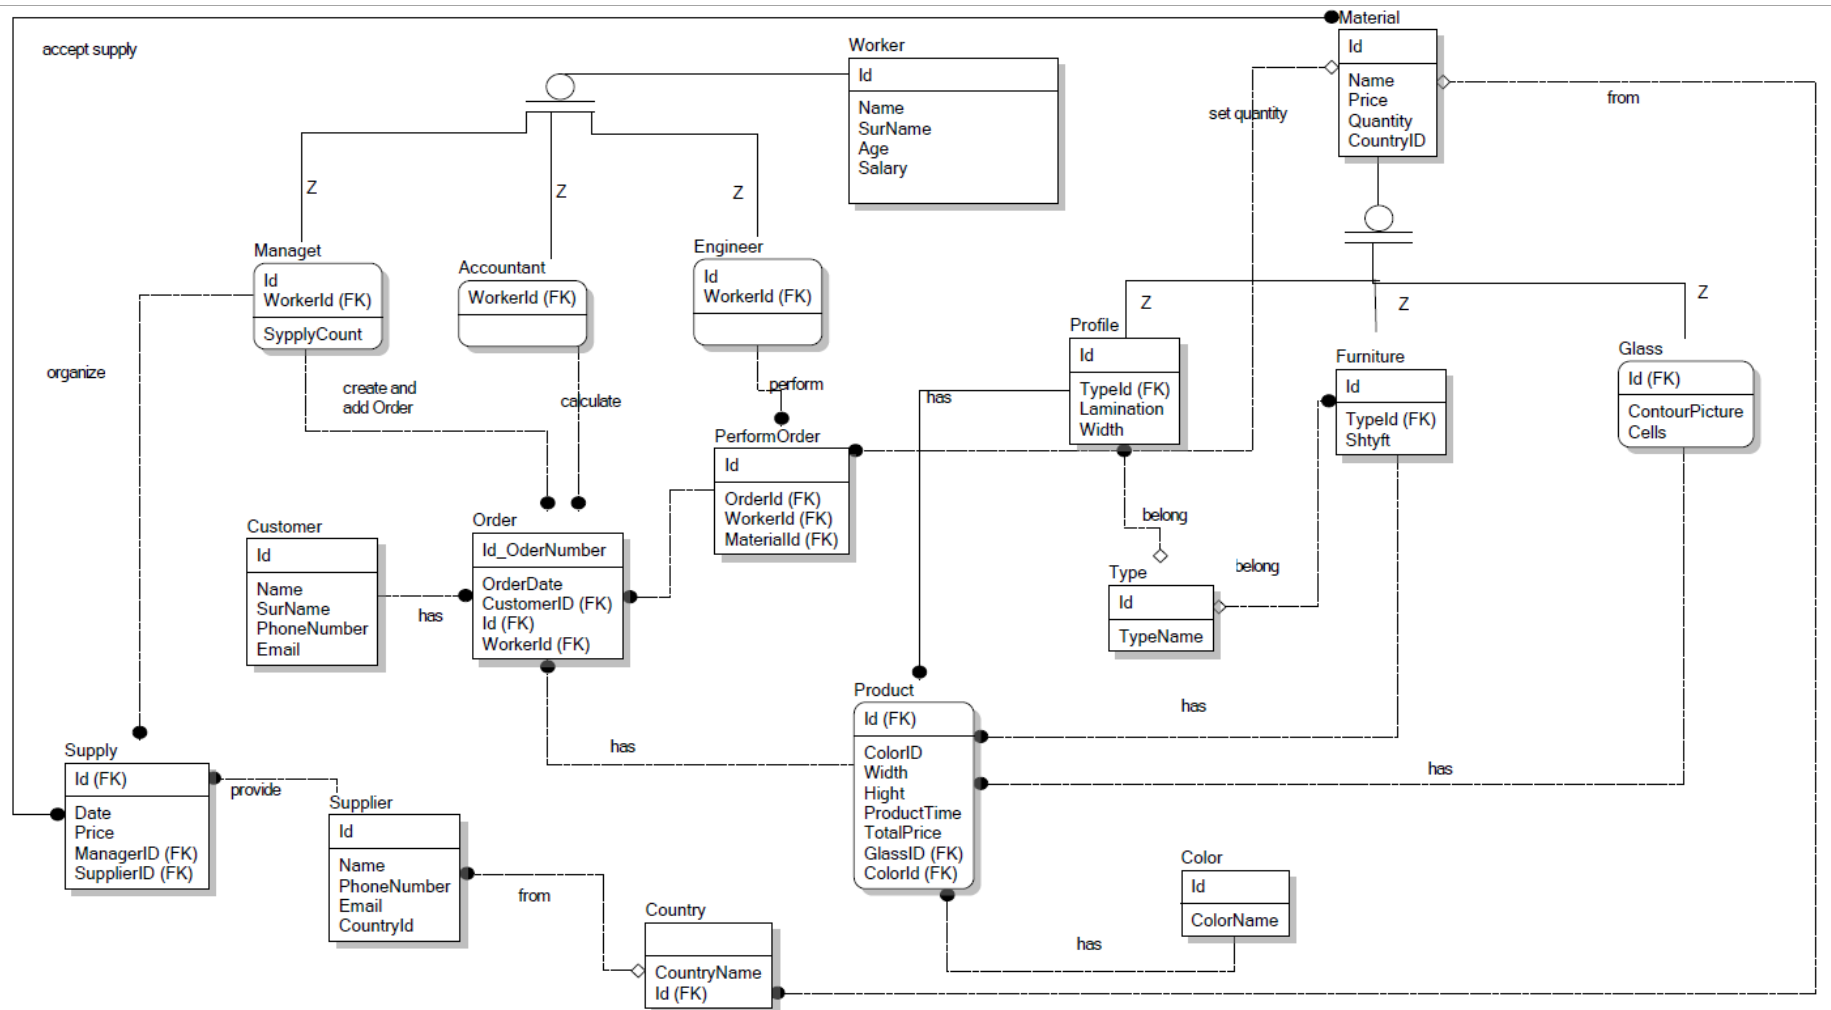 accept supply
Worker
Id
Name
SurName
Age
Salary
Material
Id
Name
Price
Quantity
CountryID
from
set quantity
Z
Z
Z
Managet
Id
WorkerId (FK)
SypplyCount
Accountant
WorkerId (FK)
Engineer
Id
WorkerId (FK)
Z
Z
Z
Profile
Id
TypeId (FK)
Lamination
Width
Furniture
Id
TypeId (FK)
Shtyft
Glass
Id (FK)
ContourPicture
Cells
organize
create and
add Order
calculate
perform
has
PerformOrder
Id
OrderId (FK)
WorkerId (FK)
MaterialId (FK)
belong
belong
Type
Id
TypeName
Customer
Id
Name
SurName
PhoneNumber
Email
has
Order
Id_OderNumber
OrderDate
CustomerID (FK)
Id (FK)
WorkerId (FK)
has
Product
Id (FK)
ColorID
Width
Hight
ProductTime
TotalPrice
GlassID (FK)
ColorId (FK)
has
has
Supply
Id (FK)
Date
Price
ManagerID (FK)
SupplierID (FK)
provide
Supplier
Id
Name
PhoneNumber
Email
CountryId
from
Country
CountryName
Id (FK)
has
Color
Id
ColorName